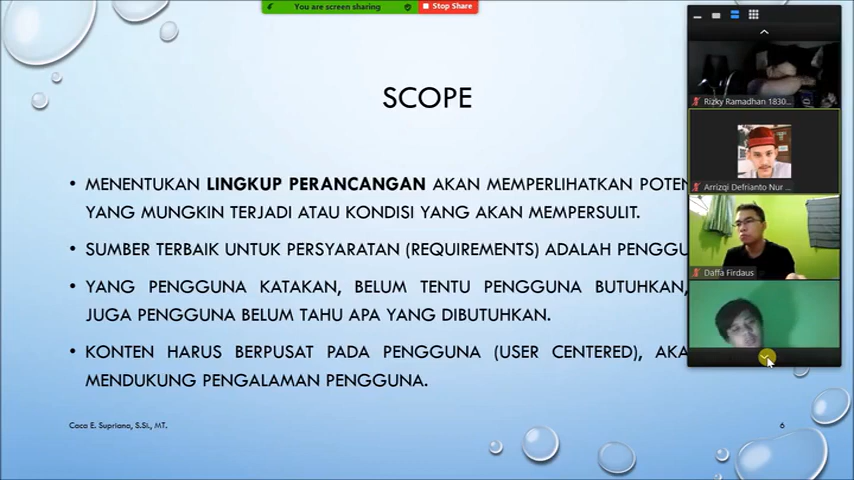 You are screen sharing
Stop Share
SCOPE
• MENENTUKAN LINGKUP PERANCANGAN AKAN MEMPERLIHATKAN POTEN
YANG MUNGKIN TERJADI ATAU KONDISI YANG AKAN MEMPERSULIT.
• SUMBER TERBAIK UNTUK PERSYARATAN (REQUIREMENTS) ADALAH PENGGU
• YANG PENGGUNA KATAKAN, BELUM TENTU PENGGUNA BUTUHKAN,
JUGA PENGGUNA BELUM TAHU APA YANG DIBUTUHKAN.
• KONTEN HARUS BERPUSAT PADA PENGGUNA (USER CENTERED), AKA
MENDUKUNG PENGALAMAN PENGGUNA.
Caca E. Supriana, S.Si., MT.
6
Rizky Ramadhan 1830...
Arrizqi Defrianto Nur ...
Daffa Firdaus